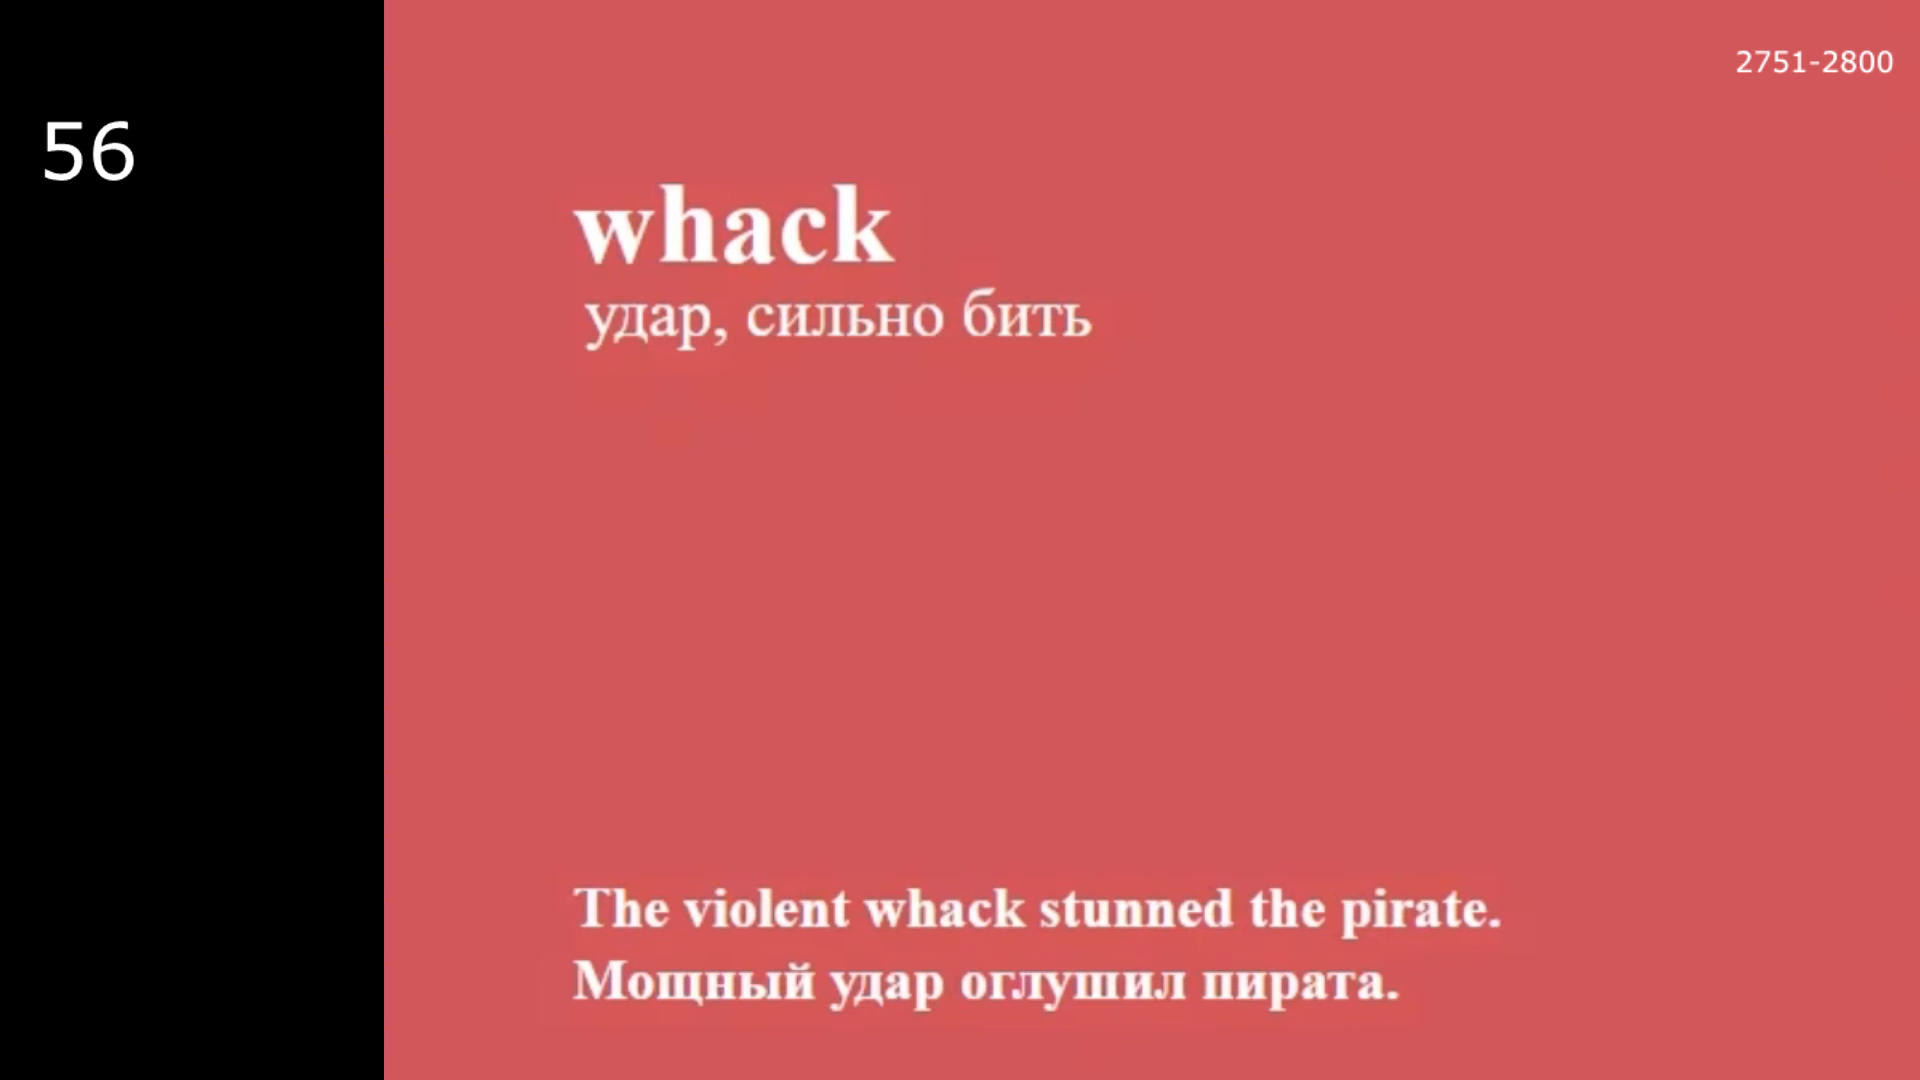 56
2751-2800
whack
удар, сильно бить
The violent whack stunned the pirate.
Мощный удар оглушил пирата.